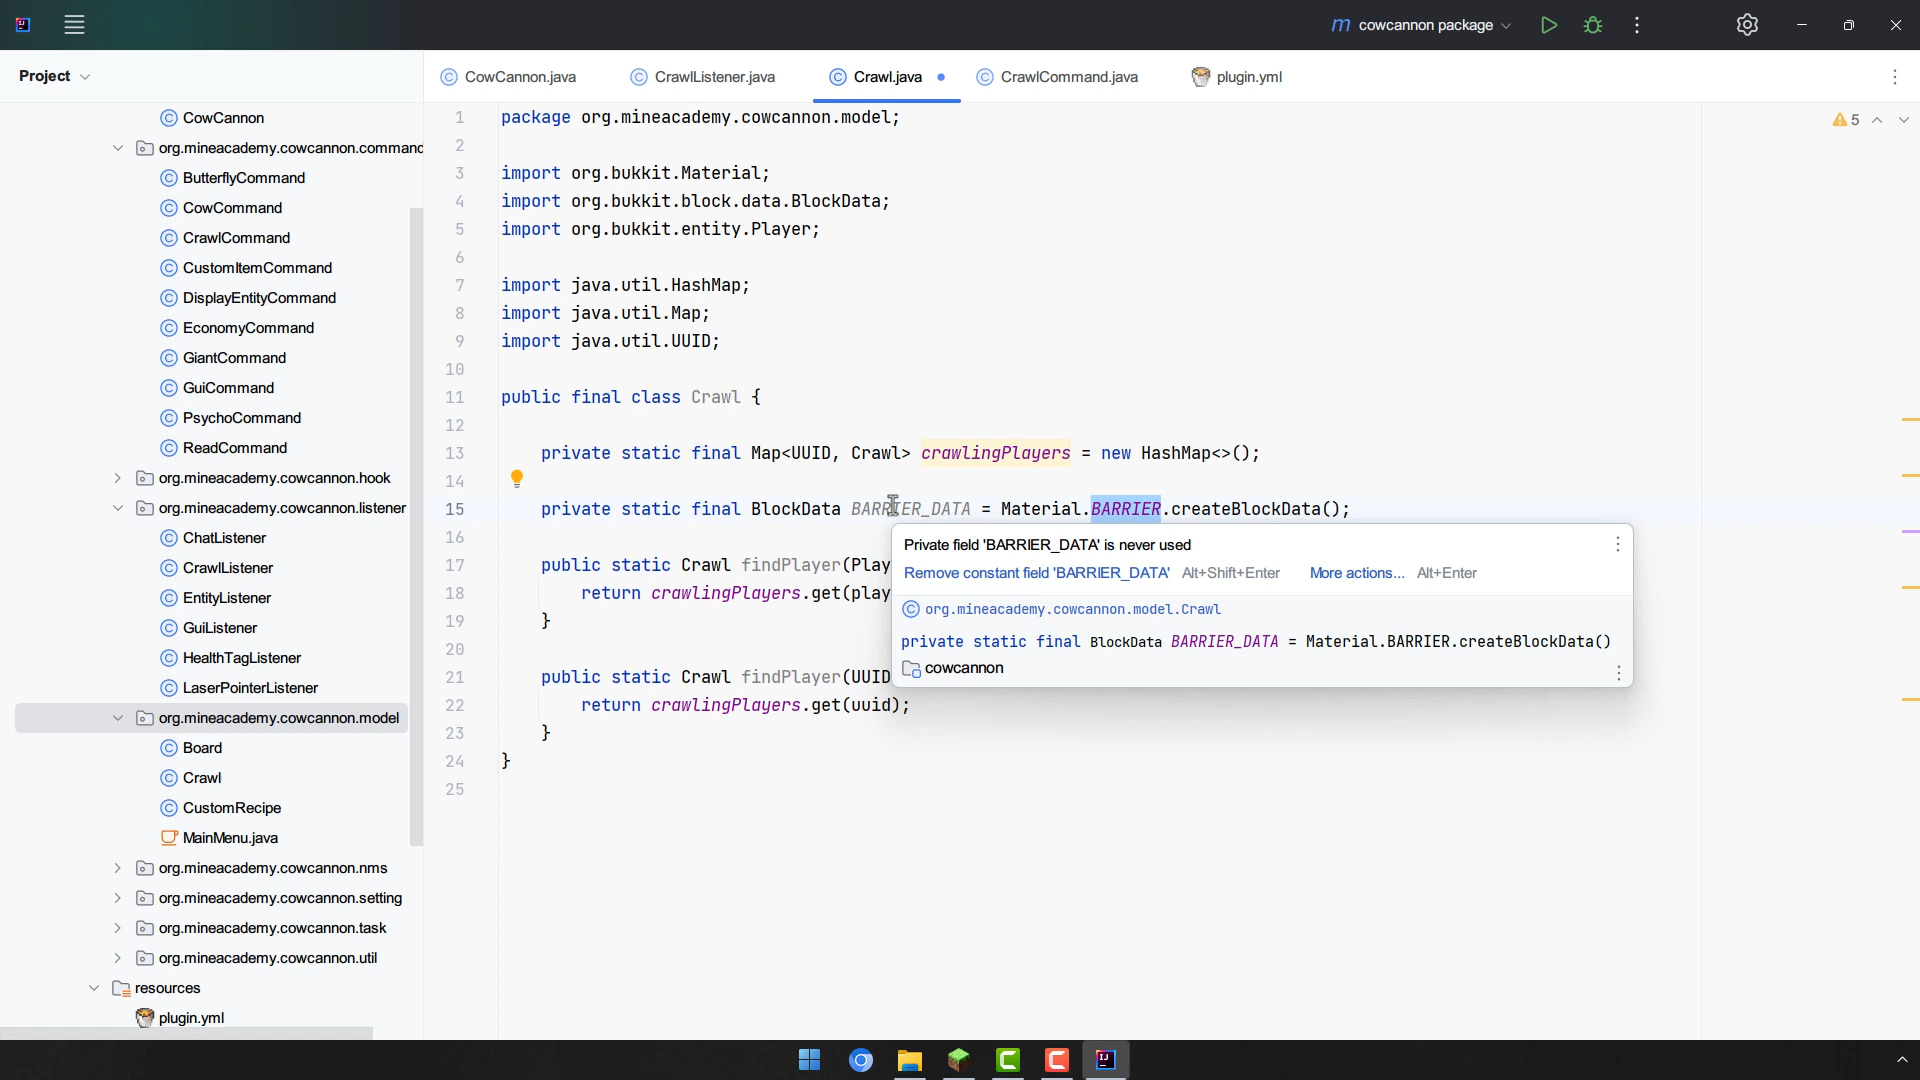 cowcannon package
Project
CowCannon.java
CrawlListener.java
Crawl.java
CrawlCommand.java
plugin.yml
CowCannon
org.mineacademy.cowcannon.command
ButterflyCommand
CowCommand
CrawlCommand
CustomItemCommand
DisplayEntityCommand
EconomyCommand
GiantCommand
GuiCommand
PsychoCommand
ReadCommand
org.mineacademy.cowcannon.hook
org.mineacademy.cowcannon.listener
ChatListener
CrawlListener
EntityListener
GuiListener
HealthTagListener
LaserPointerListener
org.mineacademy.cowcannon.model
Board
Crawl
CustomRecipe
MainMenu.java
org.mineacademy.cowcannon.nms
org.mineacademy.cowcannon.setting
org.mineacademy.cowcannon.task
org.mineacademy.cowcannon.util
resources
plugin.yml
5
1 package org.mineacademy.cowcannon.model;
2
3 import org.bukkit.Material;
4 import org.bukkit.block.data.BlockData;
5 import org.bukkit.entity.Player;
6
7 import java.util.HashMap;
8 import java.util.Map;
9 import java.util.UUID;
10
11 public final class Crawl {
12
13 private static final Map<UUID, Crawl> crawlingPlayers = new HashMap<>();
14
15 private static final BlockData BARRIER_DATA = Material.BARRIER.createBlockData();
16
17 public static Crawl findPlayer(Play
18 return crawlingPlayers.get(play
19 }
20
21 public static Crawl findPlayer(UUID
22 return crawlingPlayers.get(uuid);
23 }
24 }
25
Private field 'BARRIER_DATA' is never used
Remove constant field 'BARRIER_DATA' Alt+Shift+Enter More actions... Alt+Enter
org.mineacademy.cowcannon.model.Crawl
private static final BlockData BARRIER_DATA = Material.BARRIER.createBlockData()
cowcannon